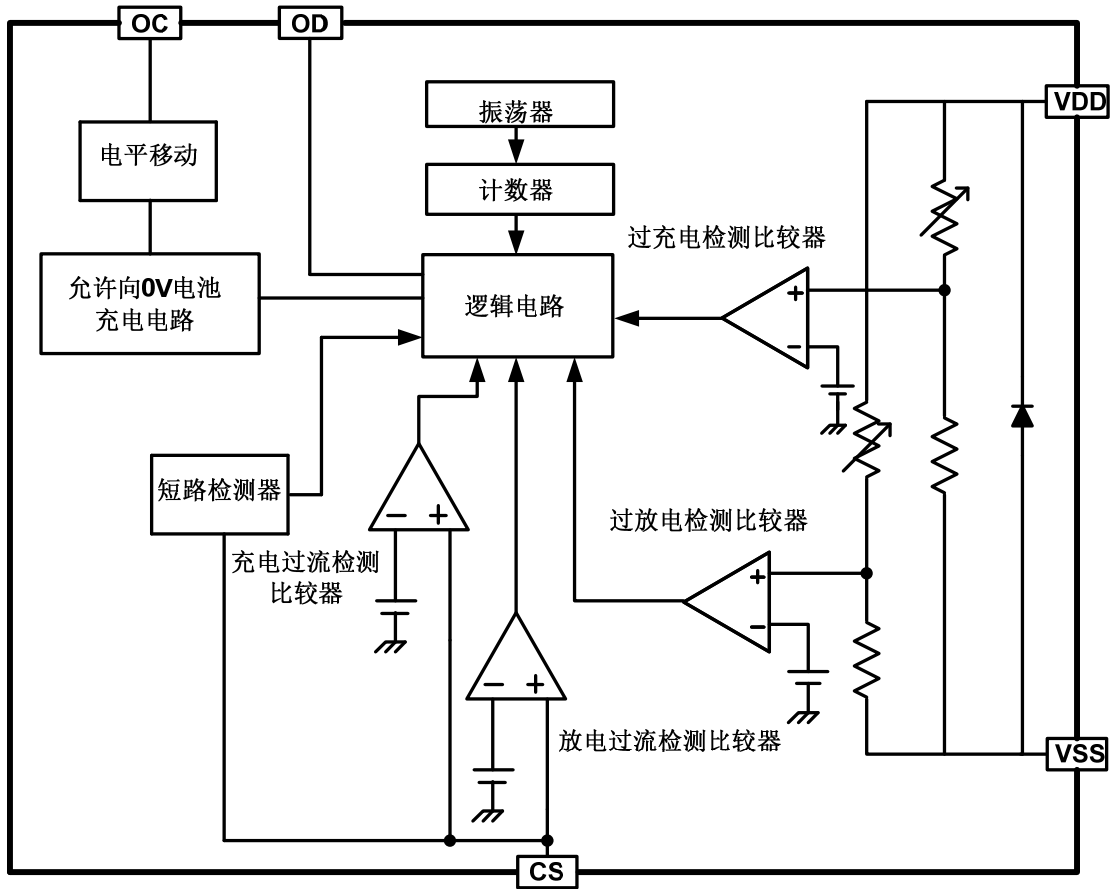 OC
OD
VDD
振荡器
电平移动
计数器
过充电检测比较器
+
−
允许向0V电池
充电电路
逻辑电路
短路检测器
− +
过放电检测比较器
+
−
充电过流检测
比较器
− +
放电过流检测比较器
VSS
CS